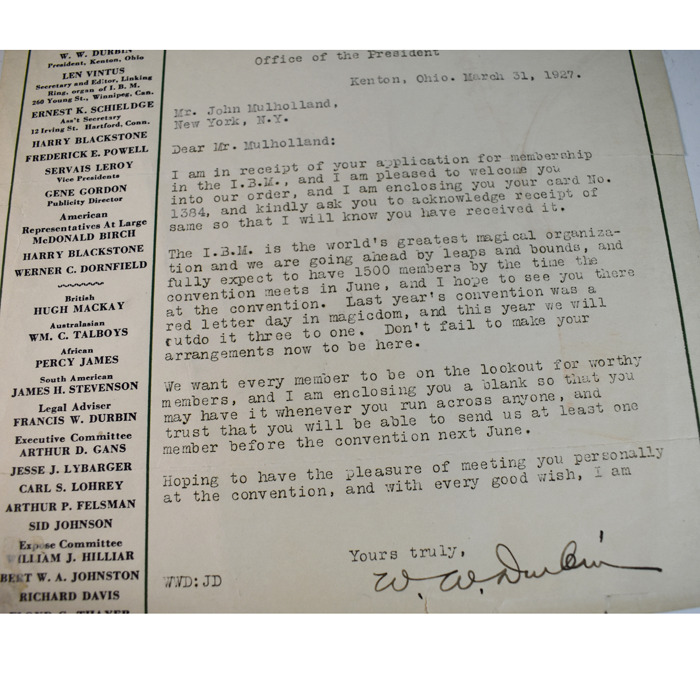 W. W. DURBIN
President, Kenton, Ohio
LEN VINTUS
Secretary and Editor, Linking
Ring, organ of I. B. M.
260 Young St., Winnipeg, Can.
ERNEST K. SCHIELDGE
Ass't Secretary
12 Irving St. Hartford, Conn.
HARRY BLACKSTONE
FREDERICK E. POWELL
SERVAIS LEROY
Vice Presidents
GENE GORDON
Publicity Director
American
Representatives At Large
McDONALD BIRCH
HARRY BLACKSTONE
WERNER C. DORNFIELD
British
HUGH MACKAY
Australasian
WM. C. TALBOYS
African
PERCY JAMES
South American
JAMES H. STEVENSON
Legal Adviser
FRANCIS W. DURBIN
Executive Committee
ARTHUR D. GANS
JESSE J. LYBARGER
CARL S. LOHREY
ARTHUR P. FELSMAN
SID JOHNSON
Expose Committee
WILLIAM J. HILLIAR
BERT W. A. JOHNSTON
RICHARD DAVIS
Office of the President
Kenton, Ohio. March 31, 1927.
Mr. John Mulholland,
New York, N.Y.
Dear Mr. Mulholland:
I am in receipt of your application for membership
in the I.B.M., and I am pleased to welcome you
into our order, and I am enclosing you your card No.
1384, and kindly ask you to acknowledge receipt of
same so that I will know you have received it.
The I.B.M. is the world's greatest magical organiza-
tion and we are going ahead by leaps and bounds, and
fully expect to have 1500 members by the time the
convention meets in June, and I hope to see you there
at the convention. Last year's convention was a
red letter day in magicdom, and this year we will
outdo it three to one. Don't fail to make your
arrangements now to be here.
We want every member to be on the lookout for worthy
members, and I am enclosing you a blank so that you
may have it whenever you run across anyone, and
trust that you will be able to send us at least one
member before the convention next June.
Hoping to have the pleasure of meeting you personally
at the convention, and with every good wish, I am
Yours truly,
WWD:JD
W. W. Durbin